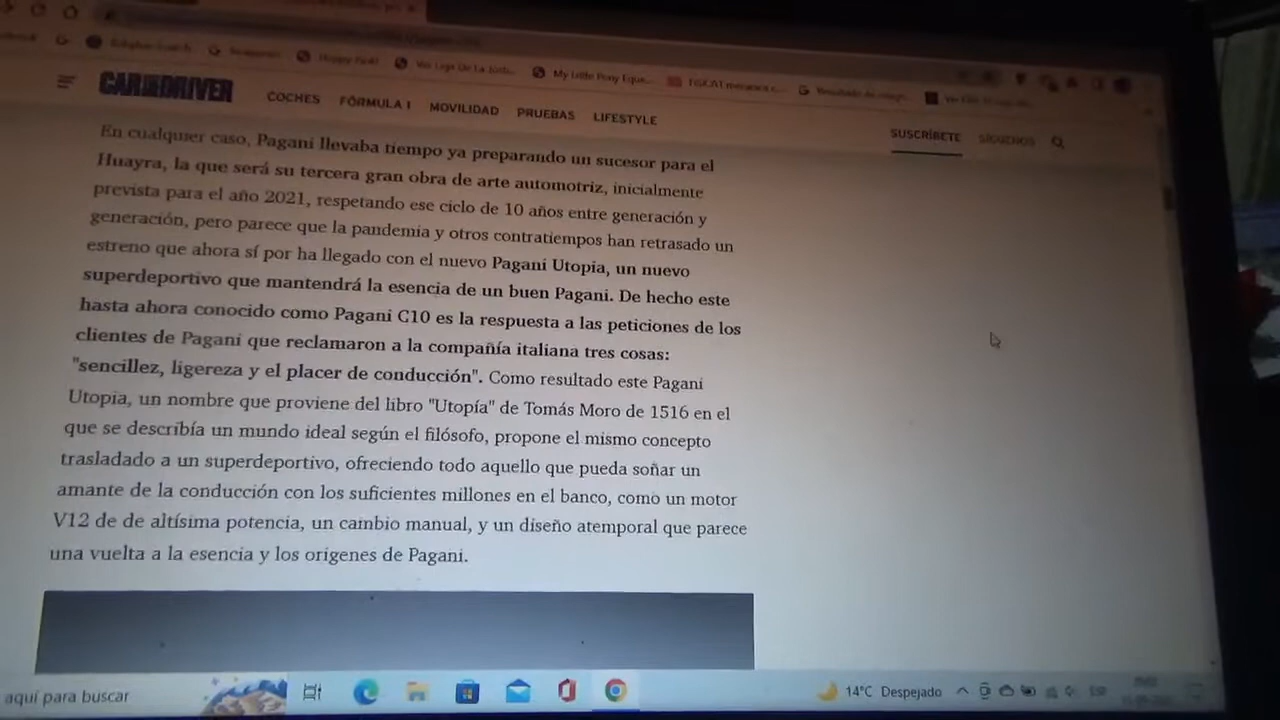 My Little Pony Eque...
CAR AND DRIVER
COCHES FÓRMULA 1 MOVILIDAD PRUEBAS LIFESTYLE
SUSCRÍBETE SÍGUENOS
En cualquier caso, Pagani llevaba tiempo ya preparando un sucesor para el
Huayra, la que será su tercera gran obra de arte automotriz, inicialmente
prevista para el año 2021, respetando ese ciclo de 10 años entre generación y
generación, pero parece que la pandemia y otros contratiempos han retrasado un
estreno que ahora sí por ha llegado con el nuevo Pagani Utopia, un nuevo
superdeportivo que mantendrá la esencia de un buen Pagani. De hecho este
hasta ahora conocido como Pagani C10 es la respuesta a las peticiones de los
clientes de Pagani que reclamaron a la compañía italiana tres cosas:
"sencillez, ligereza y el placer de conducción". Como resultado este Pagani
Utopia, un nombre que proviene del libro "Utopía" de Tomás Moro de 1516 en el
que se describía un mundo ideal según el filósofo, propone el mismo concepto
trasladado a un superdeportivo, ofreciendo todo aquello que pueda soñar un
amante de la conducción con los suficientes millones en el banco, como un motor
V12 de de altísima potencia, un cambio manual, y un diseño atemporal que parece
una vuelta a la esencia y los orígenes de Pagani.
aquí para buscar
14°C Despejado